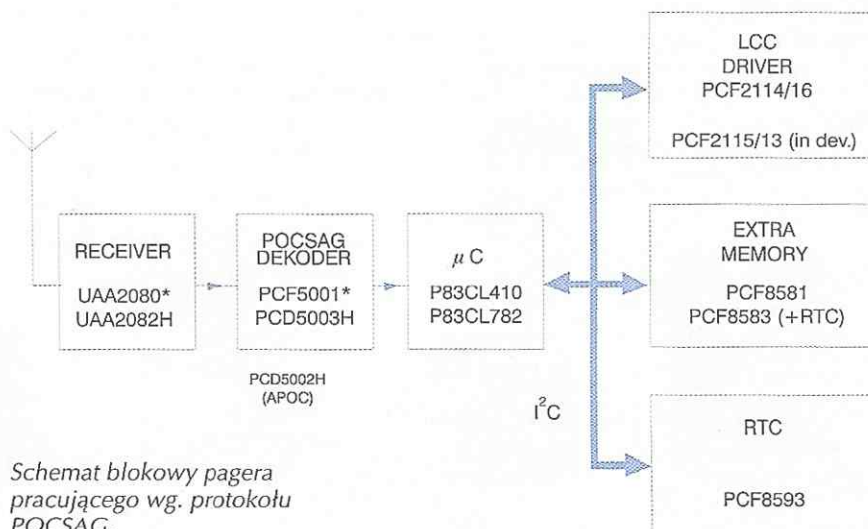 LCC
DRIVER
PCF2114/16
PCF2115/13 (in dev.)
RECEIVER
UAA2080*
UAA2082H
POCSAG
DEKODER
PCF5001*
PCD5003H
PCD5002H
(APOC)
μ C
P83CL410
P83CL782
EXTRA
MEMORY
PCF8581
PCF8583 (+RTC)
I²C
RTC
PCF8593
Schemat blokowy pagera
pracującego wg. protokołu
POCSAG